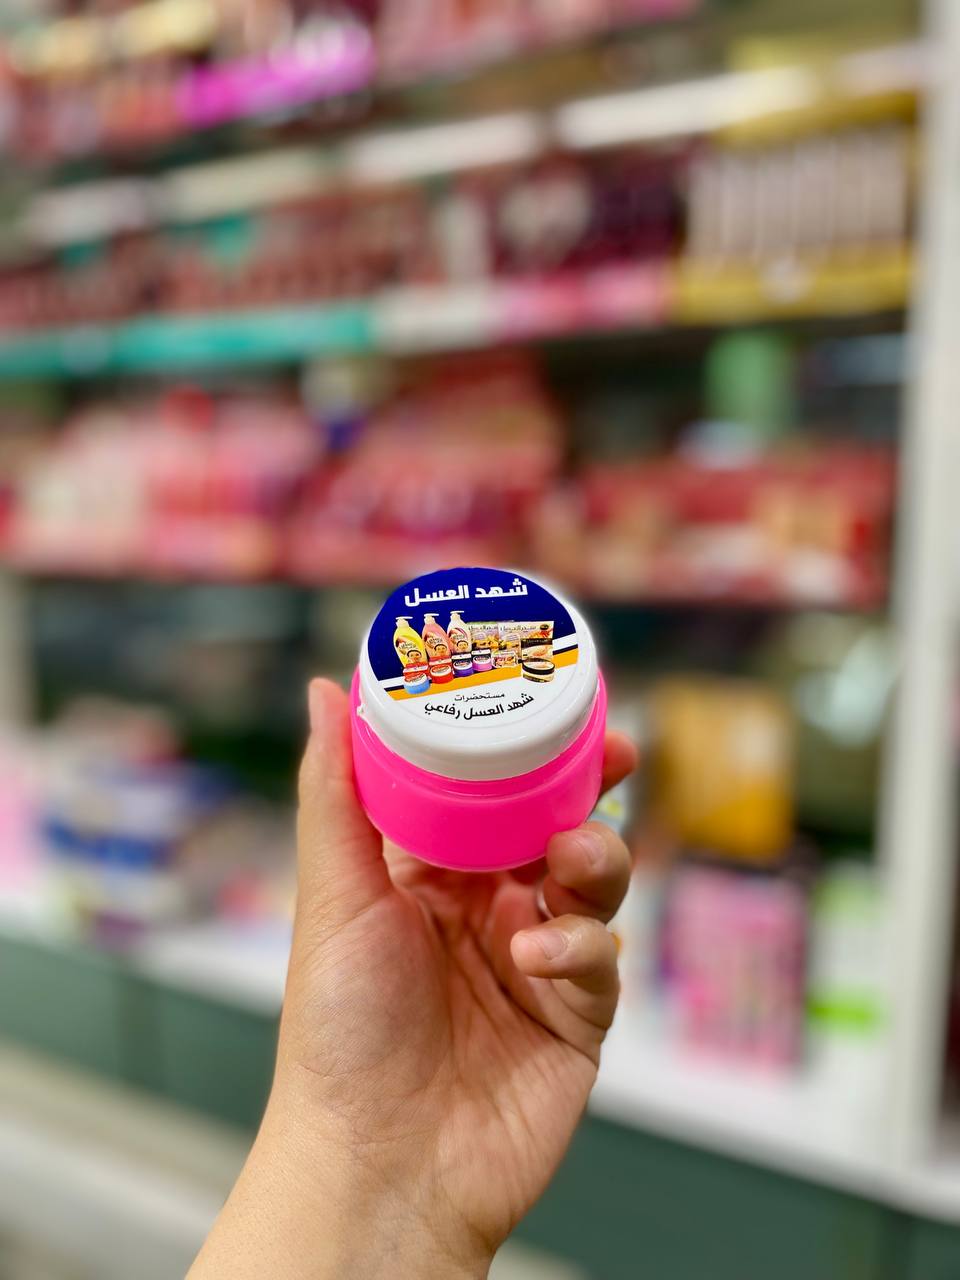 شهد العسل
مستحضرات
شهد العسل رفاعي